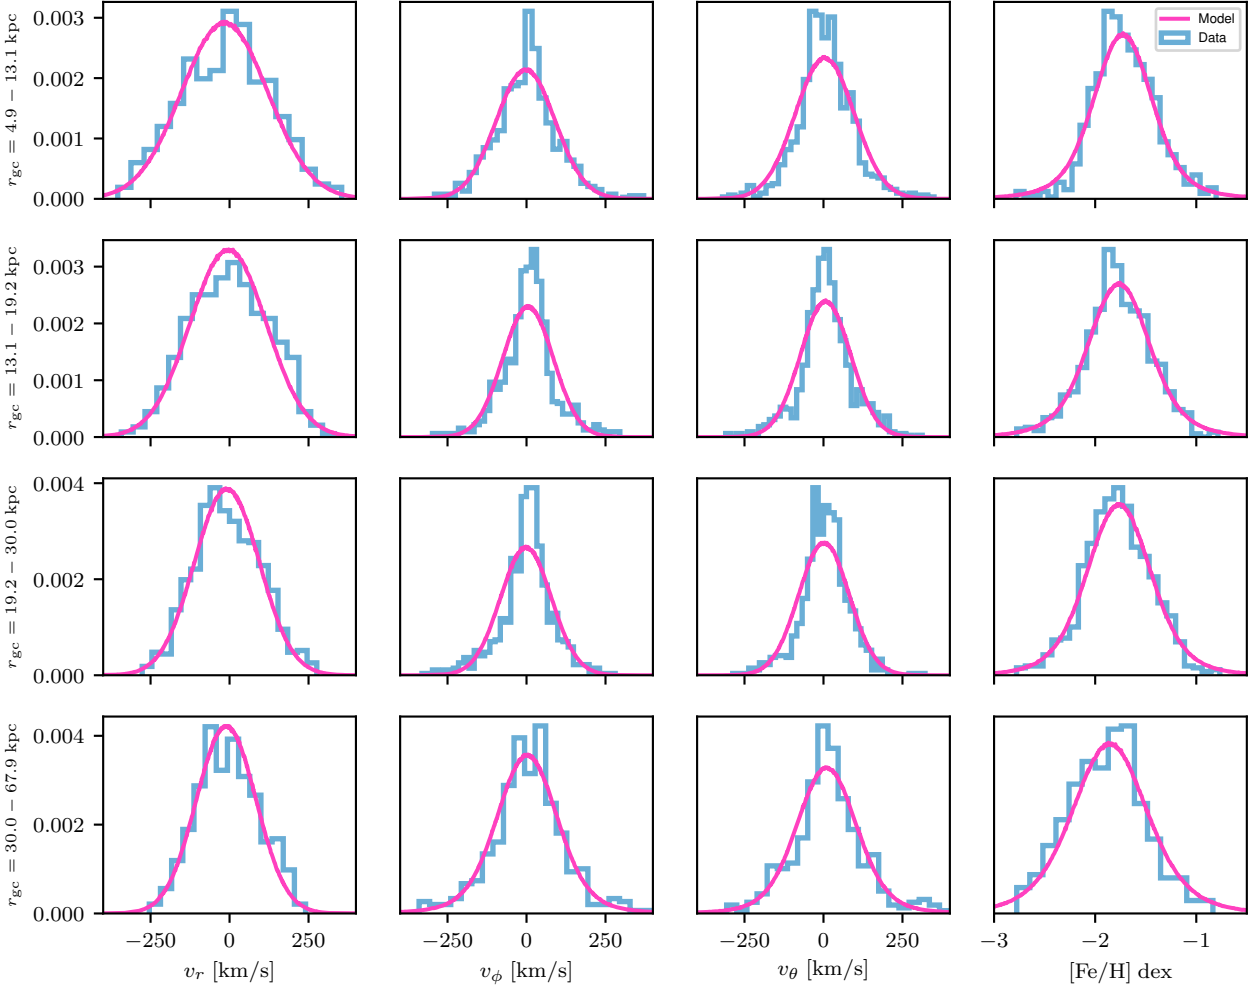 r_gc = 4.9 − 13.1 kpc
0.003
0.002
0.001
0.000
Model
Data
r_gc = 13.1 − 19.2 kpc
0.003
0.002
0.001
0.000
r_gc = 19.2 − 30.0 kpc
0.004
0.002
0.000
r_gc = 30.0 − 67.9 kpc
0.004
0.002
0.000
−250 0 250 −250 0 250 −250 0 250 −3 −2 −1
v_r [km/s] v_ϕ [km/s] v_θ [km/s] [Fe/H] dex